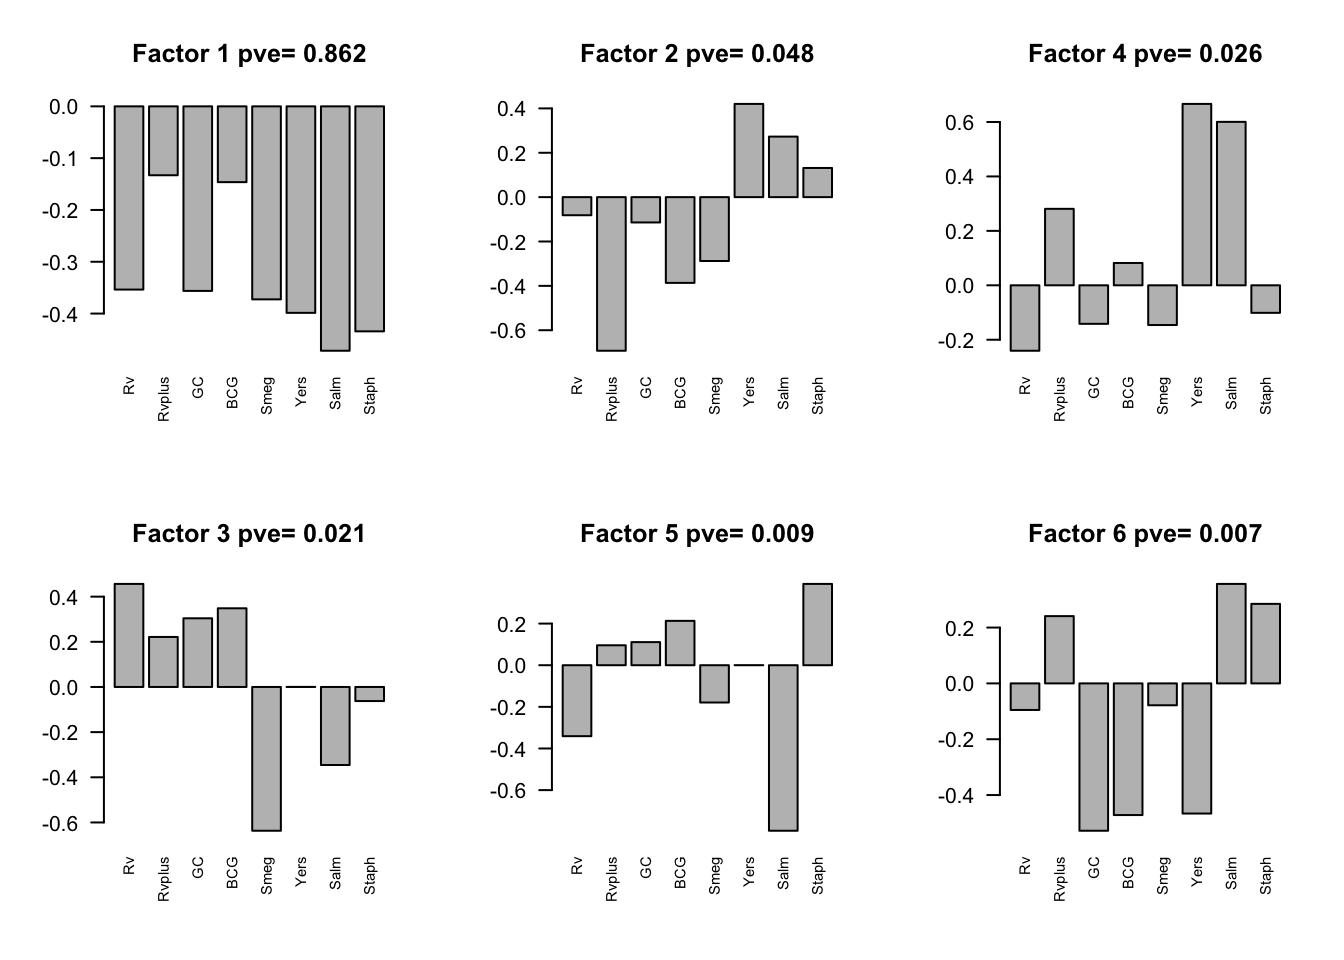 Factor 1 pve= 0.862
0.0
-0.1
-0.2
-0.3
-0.4
Rv Rvplus GC BCG Smeg Yers Salm Staph
Factor 2 pve= 0.048
0.4
0.2
0.0
-0.2
-0.4
-0.6
Rv Rvplus GC BCG Smeg Yers Salm Staph
Factor 4 pve= 0.026
0.6
0.4
0.2
0.0
-0.2
Rv Rvplus GC BCG Smeg Yers Salm Staph
Factor 3 pve= 0.021
0.4
0.2
0.0
-0.2
-0.4
-0.6
Rv Rvplus GC BCG Smeg Yers Salm Staph
Factor 5 pve= 0.009
0.2
0.0
-0.2
-0.4
-0.6
Rv Rvplus GC BCG Smeg Yers Salm Staph
Factor 6 pve= 0.007
0.2
0.0
-0.2
-0.4
Rv Rvplus GC BCG Smeg Yers Salm Staph